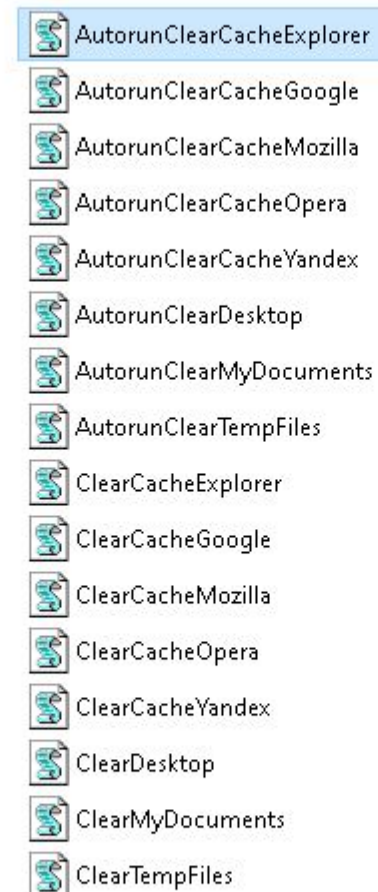 AutorunClearCacheExplorer
AutorunClearCacheGoogle
AutorunClearCacheMozilla
AutorunClearCacheOpera
AutorunClearCacheYandex
AutorunClearDesktop
AutorunClearMyDocuments
AutorunClearTempFiles
ClearCacheExplorer
ClearCacheGoogle
ClearCacheMozilla
ClearCacheOpera
ClearCacheYandex
ClearDesktop
ClearMyDocuments
ClearTempFiles